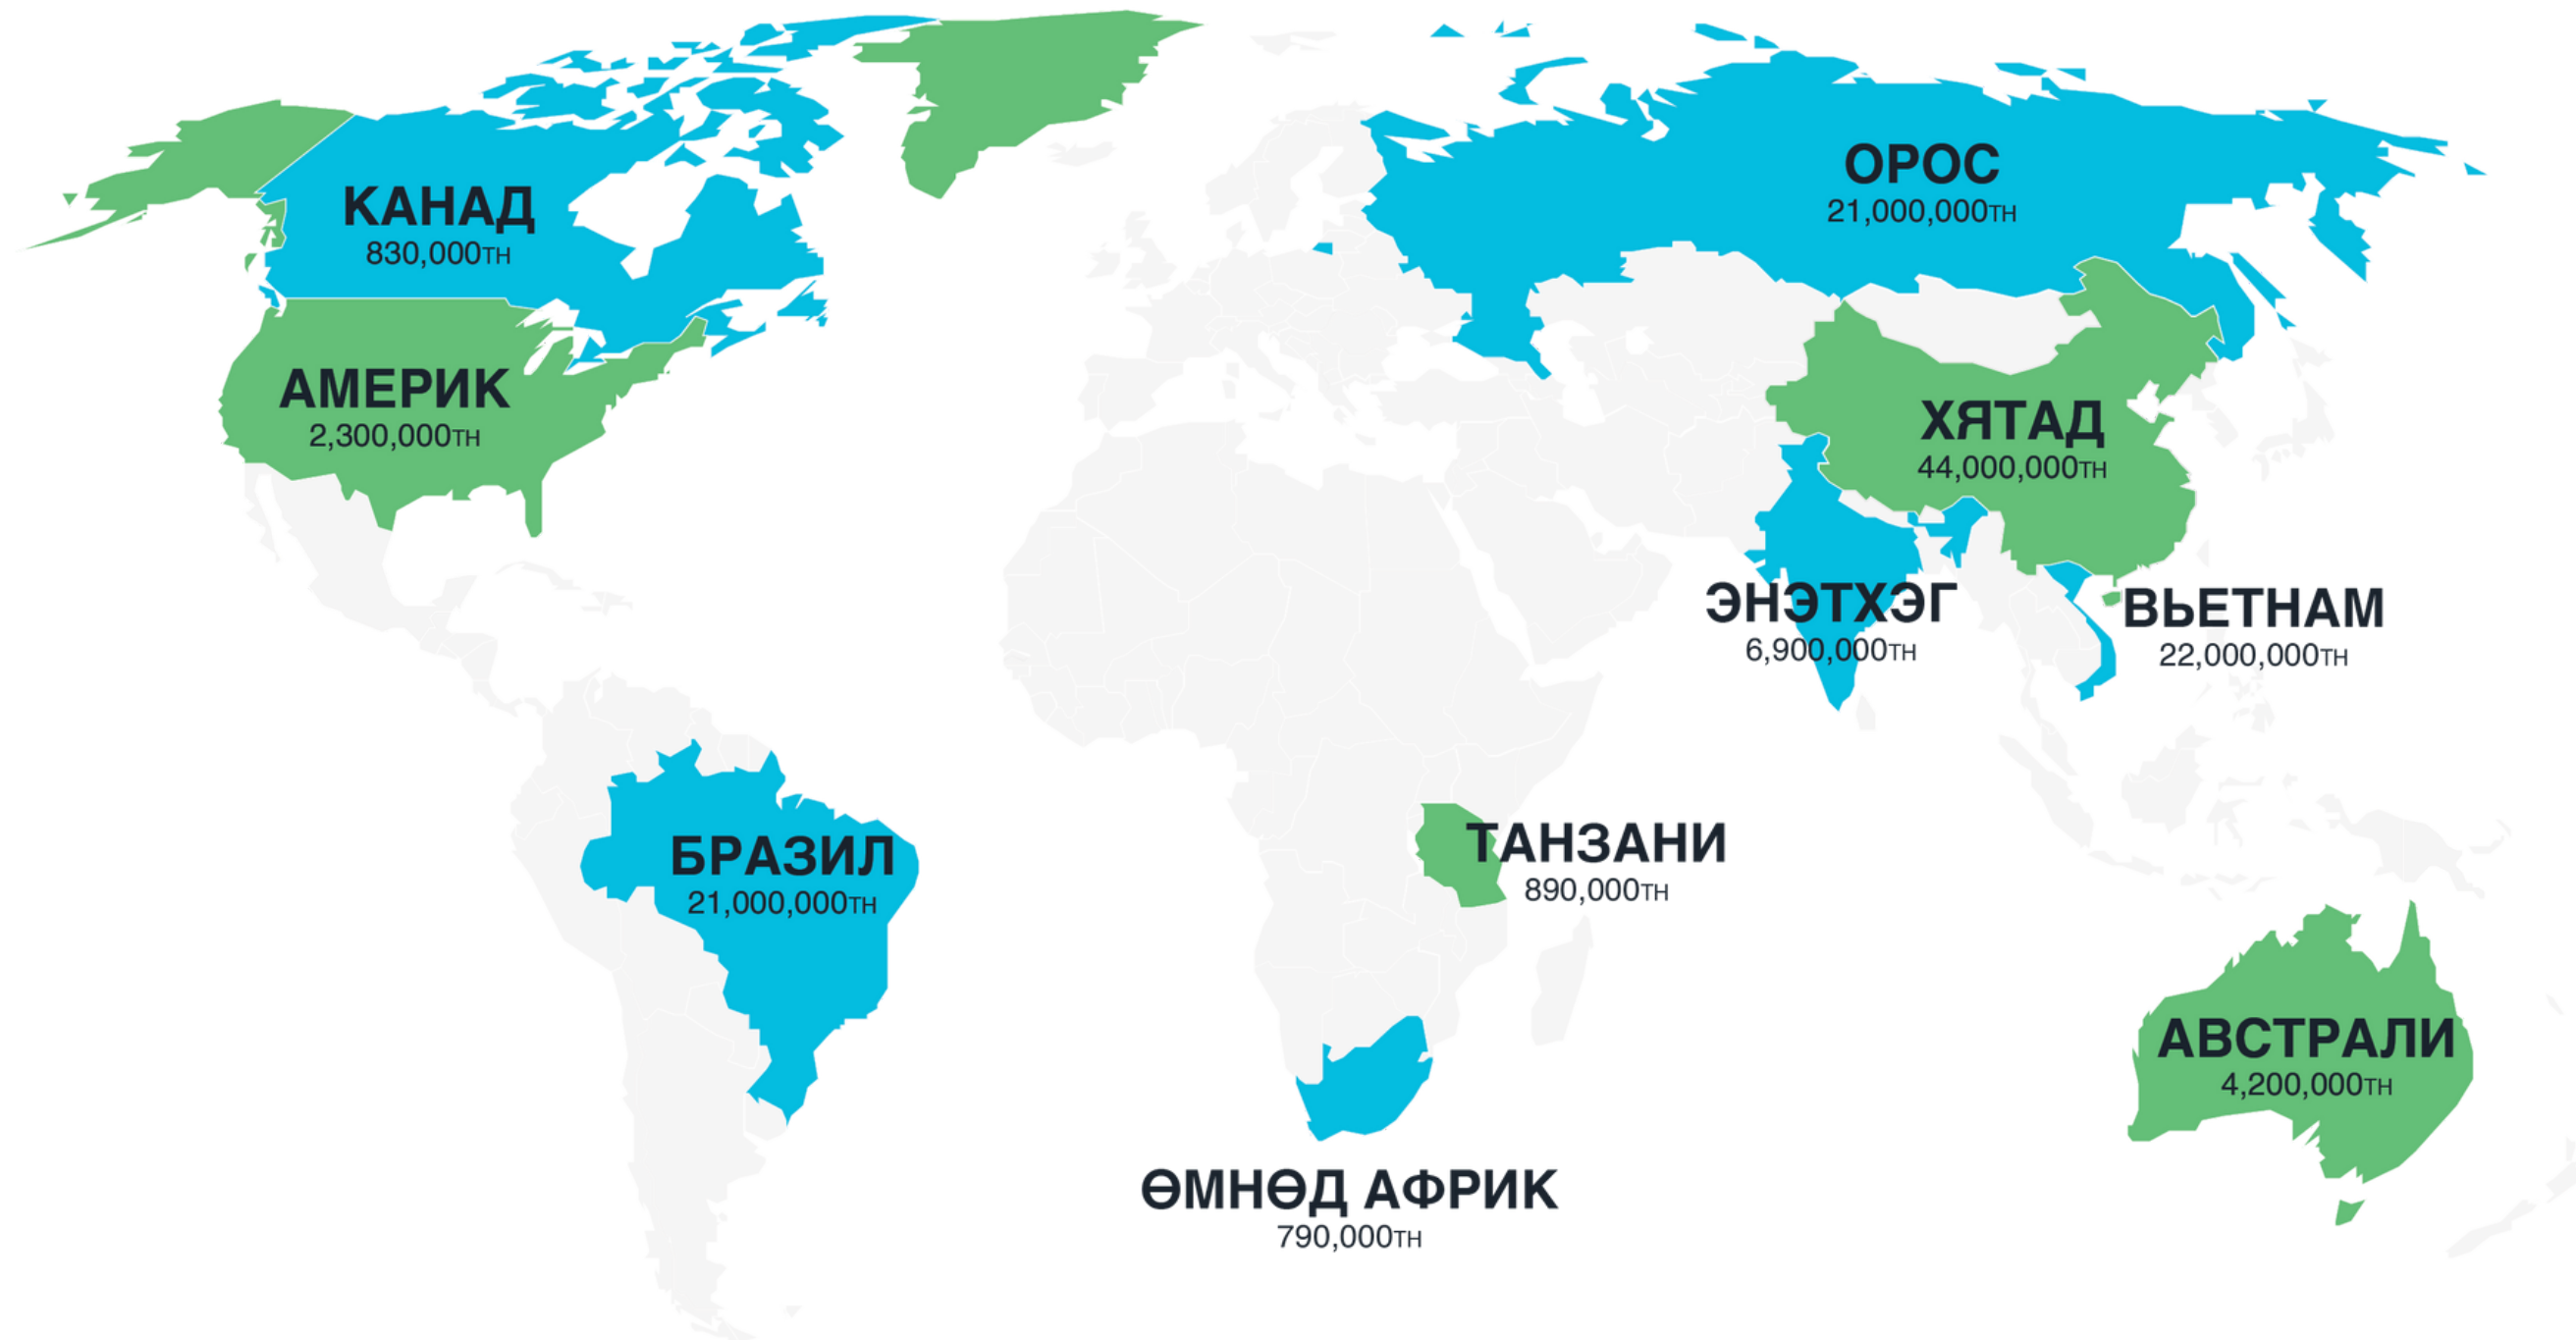 ОРОС
21,000,000ТН
КАНАД
830,000ТН
АМЕРИК
2,300,000ТН
ХЯТАД
44,000,000ТН
ЭНЭТХЭГ
6,900,000ТН
ВЬЕТНАМ
22,000,000ТН
БРАЗИЛ
21,000,000ТН
ТАНЗАНИ
890,000ТН
АВСТРАЛИ
4,200,000ТН
ӨМНӨД АФРИК
790,000ТН